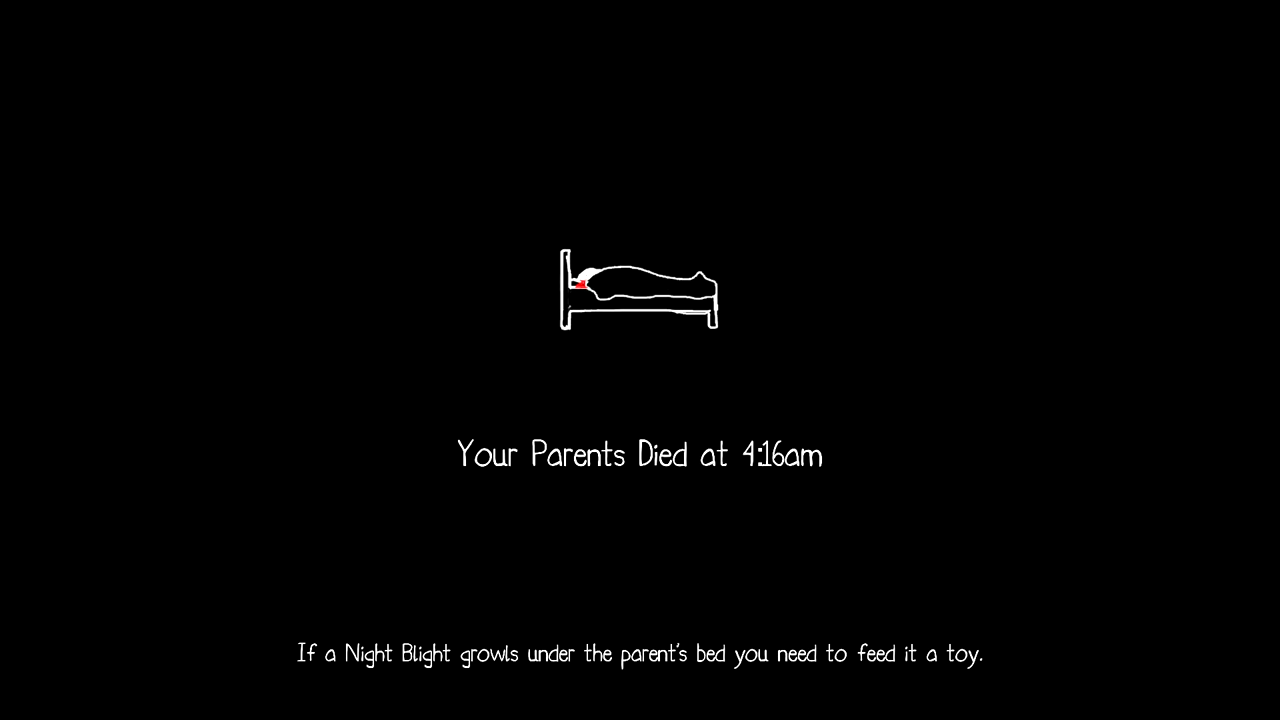 Your Parents Died at 4:16am
If a Night Blight growls under the parent's bed you need to feed it a toy.